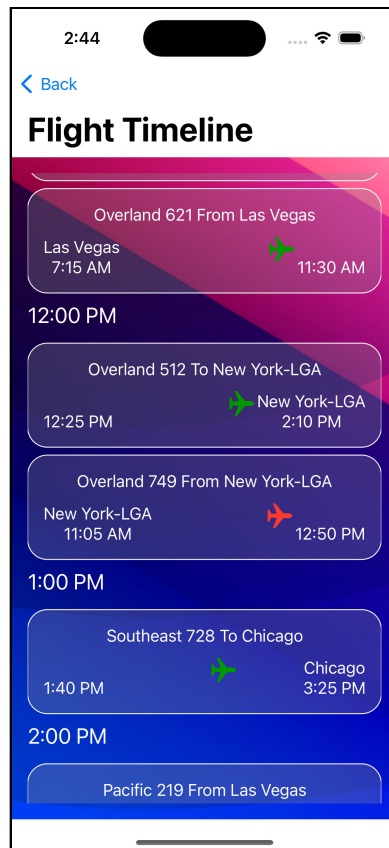 2:44
Back
Flight Timeline
Overland 621 From Las Vegas
Las Vegas
7:15 AM
11:30 AM
12:00 PM
Overland 512 To New York-LGA
New York-LGA
12:25 PM
2:10 PM
Overland 749 From New York-LGA
New York-LGA
11:05 AM
12:50 PM
1:00 PM
Southeast 728 To Chicago
Chicago
1:40 PM
3:25 PM
2:00 PM
Pacific 219 From Las Vegas